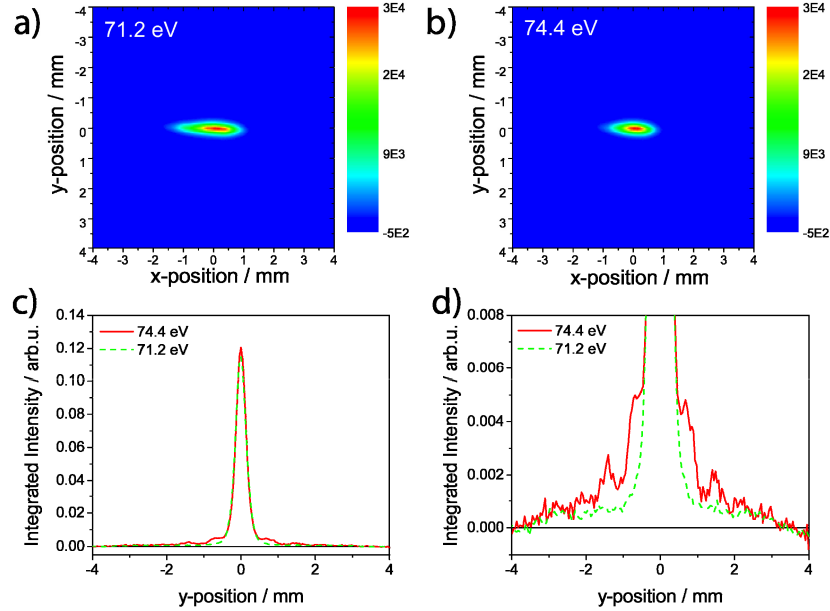 a)
71.2 eV
-4
-3
-2
-1
0
1
2
3
4
y-position / mm
-4 -3 -2 -1 0 1 2 3 4
x-position / mm
3E4
2E4
9E3
-5E2
b)
74.4 eV
-4
-3
-2
-1
0
1
2
3
4
y-position / mm
-4 -3 -2 -1 0 1 2 3 4
x-position / mm
3E4
2E4
9E3
-5E2
c)
0.14
0.12
0.10
0.08
0.06
0.04
0.02
0.00
Integrated Intensity / arb.u.
74.4 eV
71.2 eV
-4 -2 0 2 4
y-position / mm
d)
0.008
0.006
0.004
0.002
0.000
Integrated Intensity / arb.u.
74.4 eV
71.2 eV
-4 -3 -2 -1 0 1 2 3 4
y-position / mm